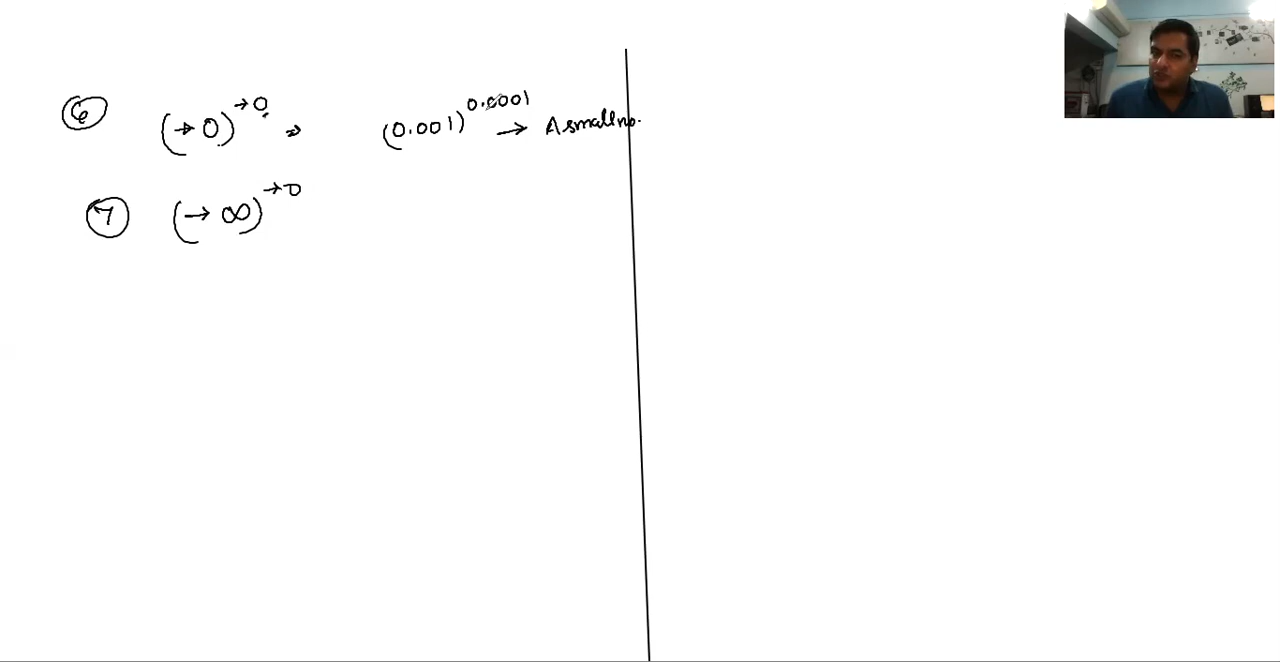 ⑥ (→ 0)^{→ 0} ⇒ (0.001)^{0.0001} → A small no.
⑦ (→ ∞)^{→ 0}